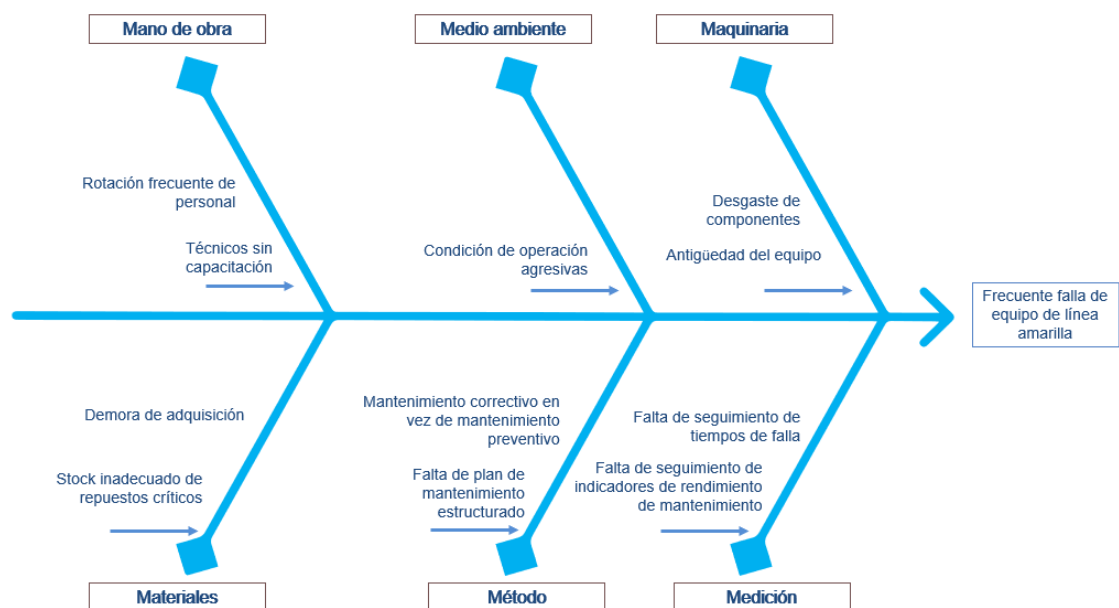 Mano de obra
Medio ambiente
Maquinaria
Rotación frecuente de
personal
Técnicos sin
capacitación
Condición de operación
agresivas
Desgaste de
componentes
Antigüedad del equipo
Frecuente falla de
equipo de línea
amarilla
Demora de adquisición
Stock inadecuado de
repuestos críticos
Mantenimiento correctivo en
vez de mantenimiento
preventivo
Falta de plan de
mantenimiento
estructurado
Falta de seguimiento de
tiempos de falla
Falta de seguimiento de
indicadores de rendimiento
de mantenimiento
Materiales
Método
Medición